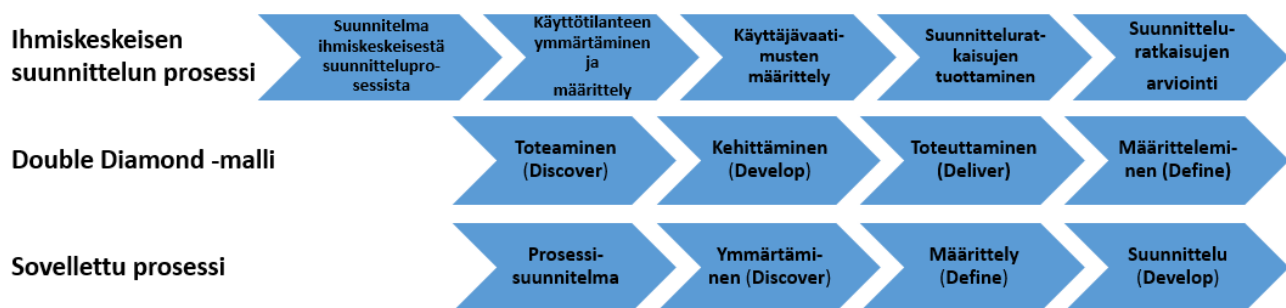 Ihmiskeskeisen
suunnittelun prosessi
Suunnitelma
ihmiskeskeisestä
suunnittelupro-
sessista
Käyttötilanteen
ymmärtäminen
ja
määrittely
Käyttäjävaati-
musten
määrittely
Suunnittelurat-
kaisujen
tuottaminen
Suunnittelu-
ratkaisujen
arviointi
Double Diamond -malli
Toteaminen
(Discover)
Kehittäminen
(Develop)
Toteuttaminen
(Deliver)
Määrittelemi-
nen (Define)
Sovellettu prosessi
Prosessi-
suunnitelma
Ymmärtämi-
nen (Discover)
Määrittely
(Define)
Suunnittelu
(Develop)